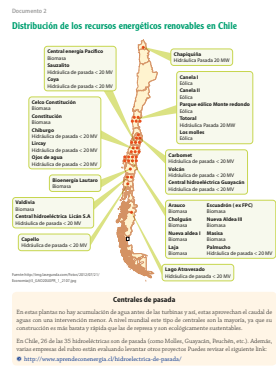 Documento 2
Distribución de los recursos energéticos renovables en Chile
Central energía Pacífico
Biomasa
Sauzalito
Hidráulica de pasada < 20 MV
Coya
Hidráulica de pasada < 20 MV
Chapiquilla
Hidráulica Pasada 20 MW
Canela I
Eólica
Canela II
Eólica
Parque eólico Monte redondo
Eólica
Totoral
Hidráulica Pasada 20 MW
Los molles
Eólica
Celco Constitución
Biomasa
Constitución
Biomasa
Chiburgo
Hidráulica de pasada < 20 MV
Lircay
Hidráulica de pasada < 20 MV
Ojos de agua
Hidráulica de pasada < 20 MV
Carbomet
Hidráulica de pasada < 20 MV
Volcán
Hidráulica de pasada < 20 MV
Central hidroeléctrica Guayacán
Hidráulica de pasada < 20 MV
Bioenergía Lautaro
Biomasa
Valdivia
Biomasa
Central hidroeléctrica Licán S.A
Hidráulica de pasada < 20 MV
Capello
Hidráulica de pasada < 20 MV
Arauco Escuadrón (ex FPC)
Biomasa Biomasa
Cholguán Nueva Aldea III
Biomasa Biomasa
Nueva aldea I Masisa
Biomasa Biomasa
Laja Palmucho
Biomasa Hidráulica de pasada < 20 MV
Lago Atravesado
Hidráulica de pasada < 20 MV
Centrales de pasada
En estas plantas no hay acumulación de agua antes de las turbinas y así, estas aprovechan el caudal de
aguas con una intervención menor. A nivel mundial este tipo de centrales son la mayoría, ya que su
construcción es más barata y rápida que las de represa y son ecológicamente sustentables.
En Chile, 26 de las 35 hidroeléctricas son de pasada (como Molles, Guayacán, Peuchén, etc.). Además,
varias empresas del rubro están evaluando levantar otros proyectos Puedes revisar el siguiente link:
http://www.aprendeconenergia.cl/hidroelectrica-de-pasada/